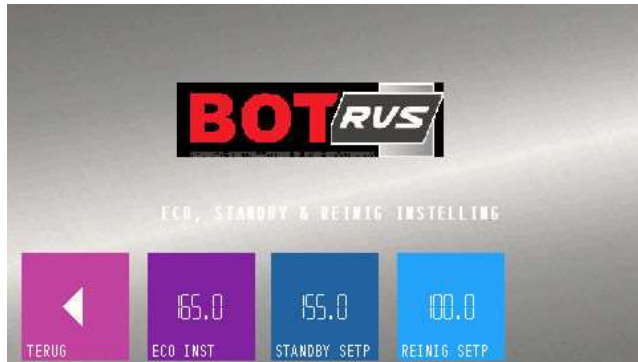 BOT RVS
ECO, STANDBY & REINIG INSTELLING
165.0 155.0 100.0
TERUG ECO INST STANDBY SETP REINIG SETP